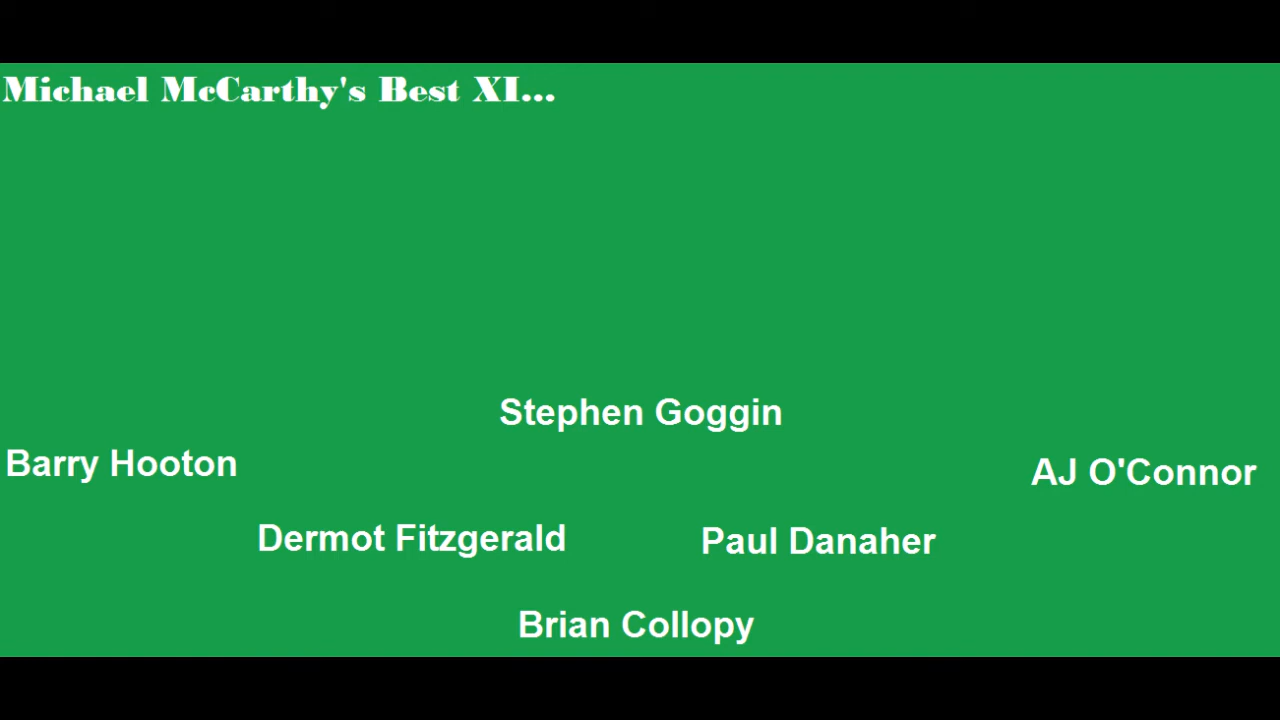 Michael McCarthy's Best XI...
Stephen Goggin
Barry Hooton
AJ O'Connor
Dermot Fitzgerald
Paul Danaher
Brian Collopy